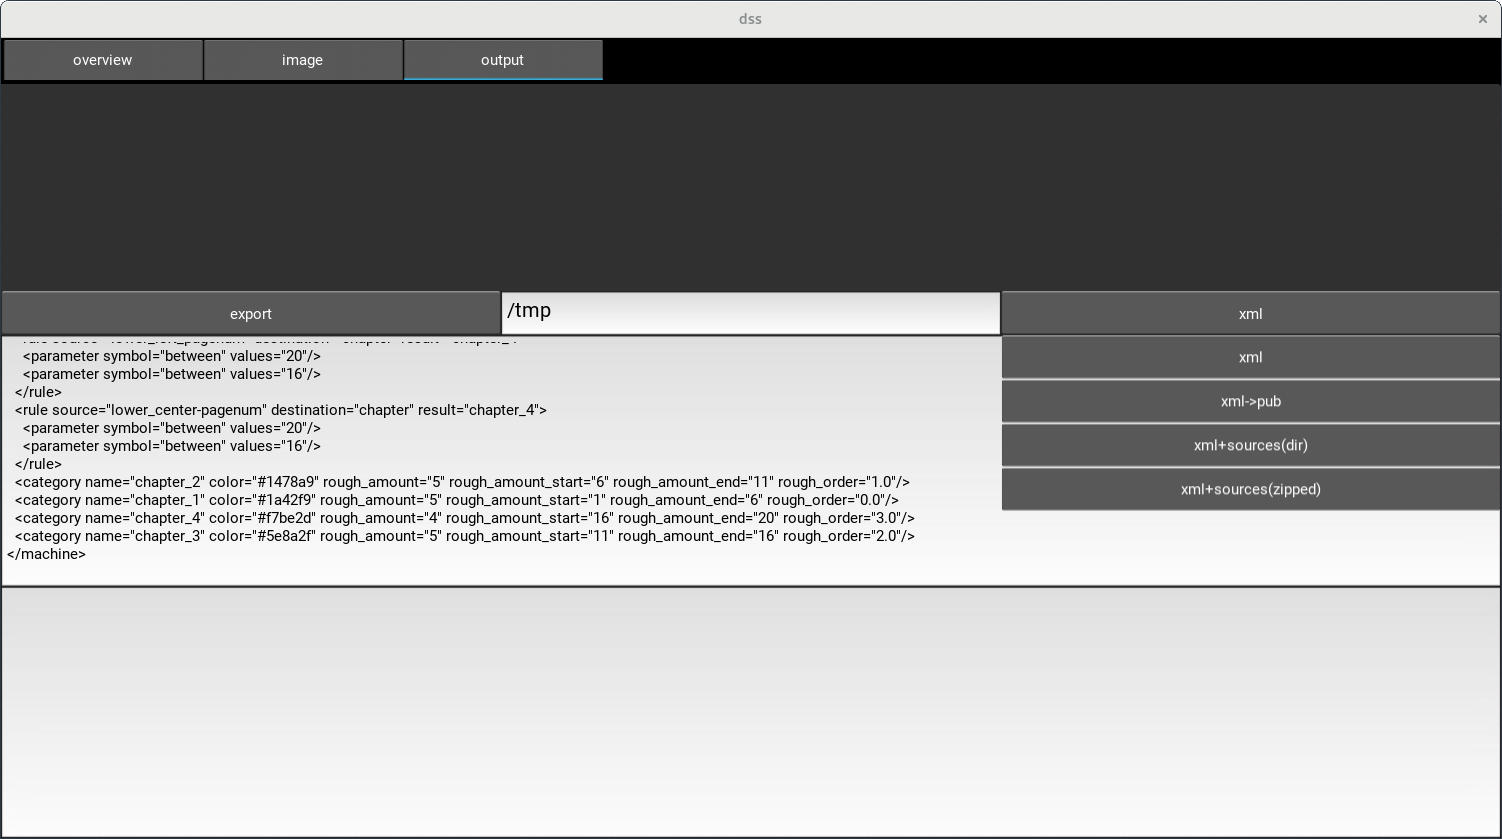 dss
overview
image
output
export
/tmp
xml
<parameter symbol="between" values="20"/>
<parameter symbol="between" values="16"/>
</rule>
<rule source="lower_center-pagenum" destination="chapter" result="chapter_4">
<parameter symbol="between" values="20"/>
<parameter symbol="between" values="16"/>
</rule>
<category name="chapter_2" color="#1478a9" rough_amount="5" rough_amount_start="6" rough_amount_end="11" rough_order="1.0"/>
<category name="chapter_1" color="#1a42f9" rough_amount="5" rough_amount_start="1" rough_amount_end="6" rough_order="0.0"/>
<category name="chapter_4" color="#f7be2d" rough_amount="4" rough_amount_start="16" rough_amount_end="20" rough_order="3.0"/>
<category name="chapter_3" color="#5e8a2f" rough_amount="5" rough_amount_start="11" rough_amount_end="16" rough_order="2.0"/>
</machine>
xml
xml->pub
xml+sources(dir)
xml+sources(zipped)